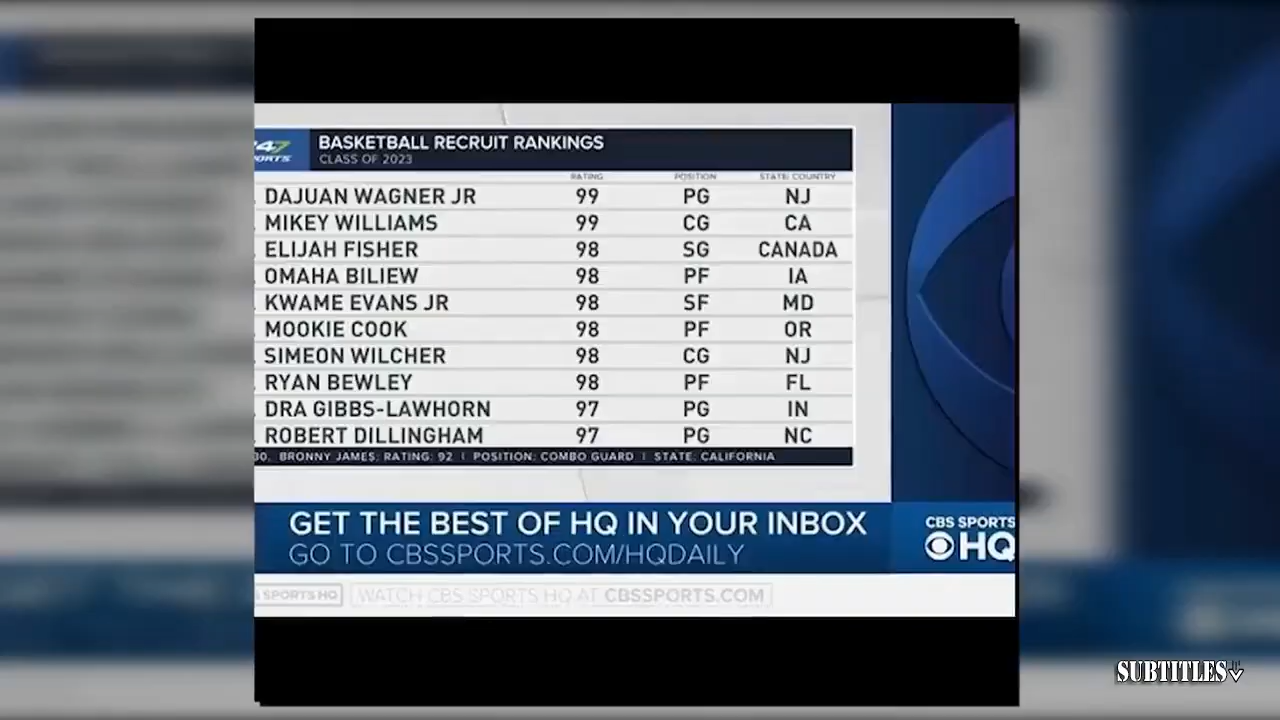 247
SPORTS
BASKETBALL RECRUIT RANKINGS
CLASS OF 2023
RATING POSITION STATE/COUNTRY
DAJUAN WAGNER JR 99 PG NJ
MIKEY WILLIAMS 99 CG CA
ELIJAH FISHER 98 SG CANADA
OMAHA BILIEW 98 PF IA
KWAME EVANS JR 98 SF MD
MOOKIE COOK 98 PF OR
SIMEON WILCHER 98 CG NJ
RYAN BEWLEY 98 PF FL
DRA GIBBS-LAWHORN 97 PG IN
ROBERT DILLINGHAM 97 PG NC
30. BRONNY JAMES: RATING: 92 | POSITION: COMBO GUARD | STATE: CALIFORNIA
GET THE BEST OF HQ IN YOUR INBOX
GO TO CBSSPORTS.COM/HQDAILY
CBS SPORTS
HQ
SPORTS HQ WATCH CBS SPORTS HQ AT CBSSPORTS.COM
SUBTITLES